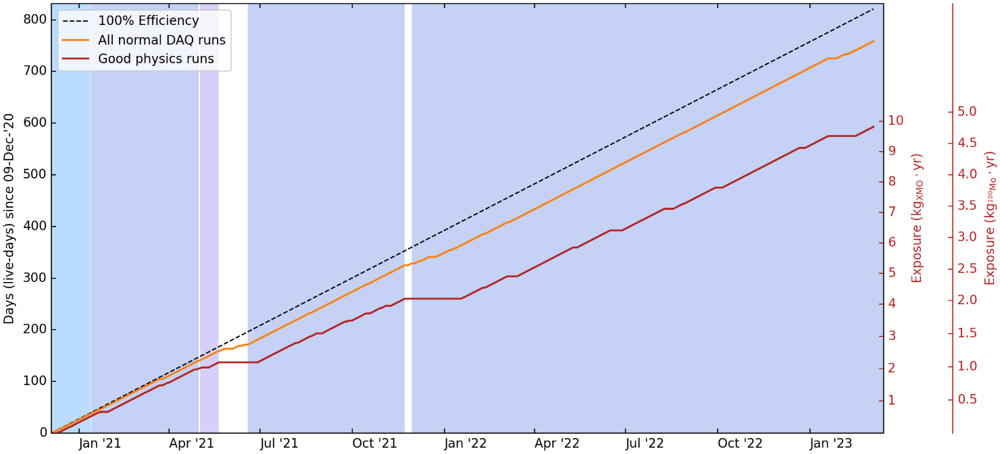 100% Efficiency
All normal DAQ runs
Good physics runs
Days (live-days) since 09-Dec-'20
800
700
600
500
400
300
200
100
0
Jan '21
Apr '21
Jul '21
Oct '21
Jan '22
Apr '22
Jul '22
Oct '22
Jan '23
10
9
8
7
6
5
4
3
2
1
Exposure (kgXMO · yr)
5.0
4.5
4.0
3.5
3.0
2.5
2.0
1.5
1.0
0.5
Exposure (kg¹⁰⁰Mo · yr)